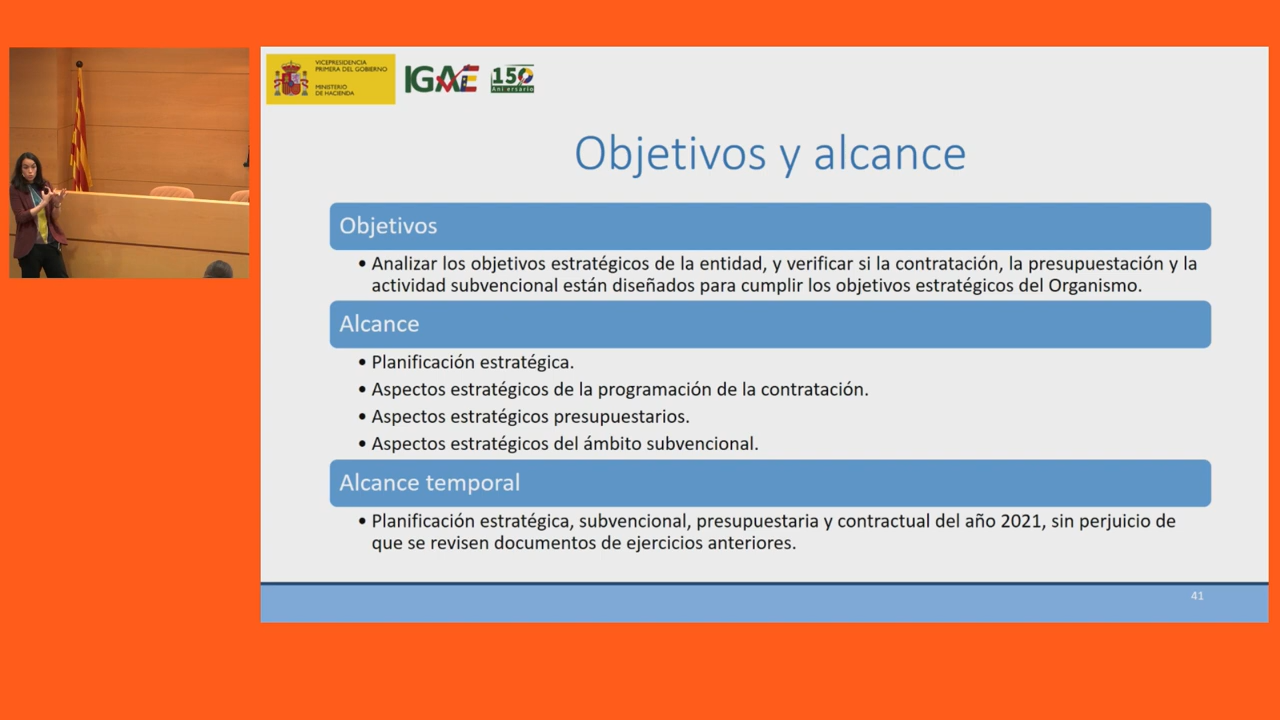 VICEPRESIDENCIA
PRIMERA DEL GOBIERNO
MINISTERIO
DE HACIENDA
IGAE
150
Aniversario
Objetivos y alcance
Objetivos
• Analizar los objetivos estratégicos de la entidad, y verificar si la contratación, la presupuestación y la
actividad subvencional están diseñados para cumplir los objetivos estratégicos del Organismo.
Alcance
• Planificación estratégica.
• Aspectos estratégicos de la programación de la contratación.
• Aspectos estratégicos presupuestarios.
• Aspectos estratégicos del ámbito subvencional.
Alcance temporal
• Planificación estratégica, subvencional, presupuestaria y contractual del año 2021, sin perjuicio de
que se revisen documentos de ejercicios anteriores.
41